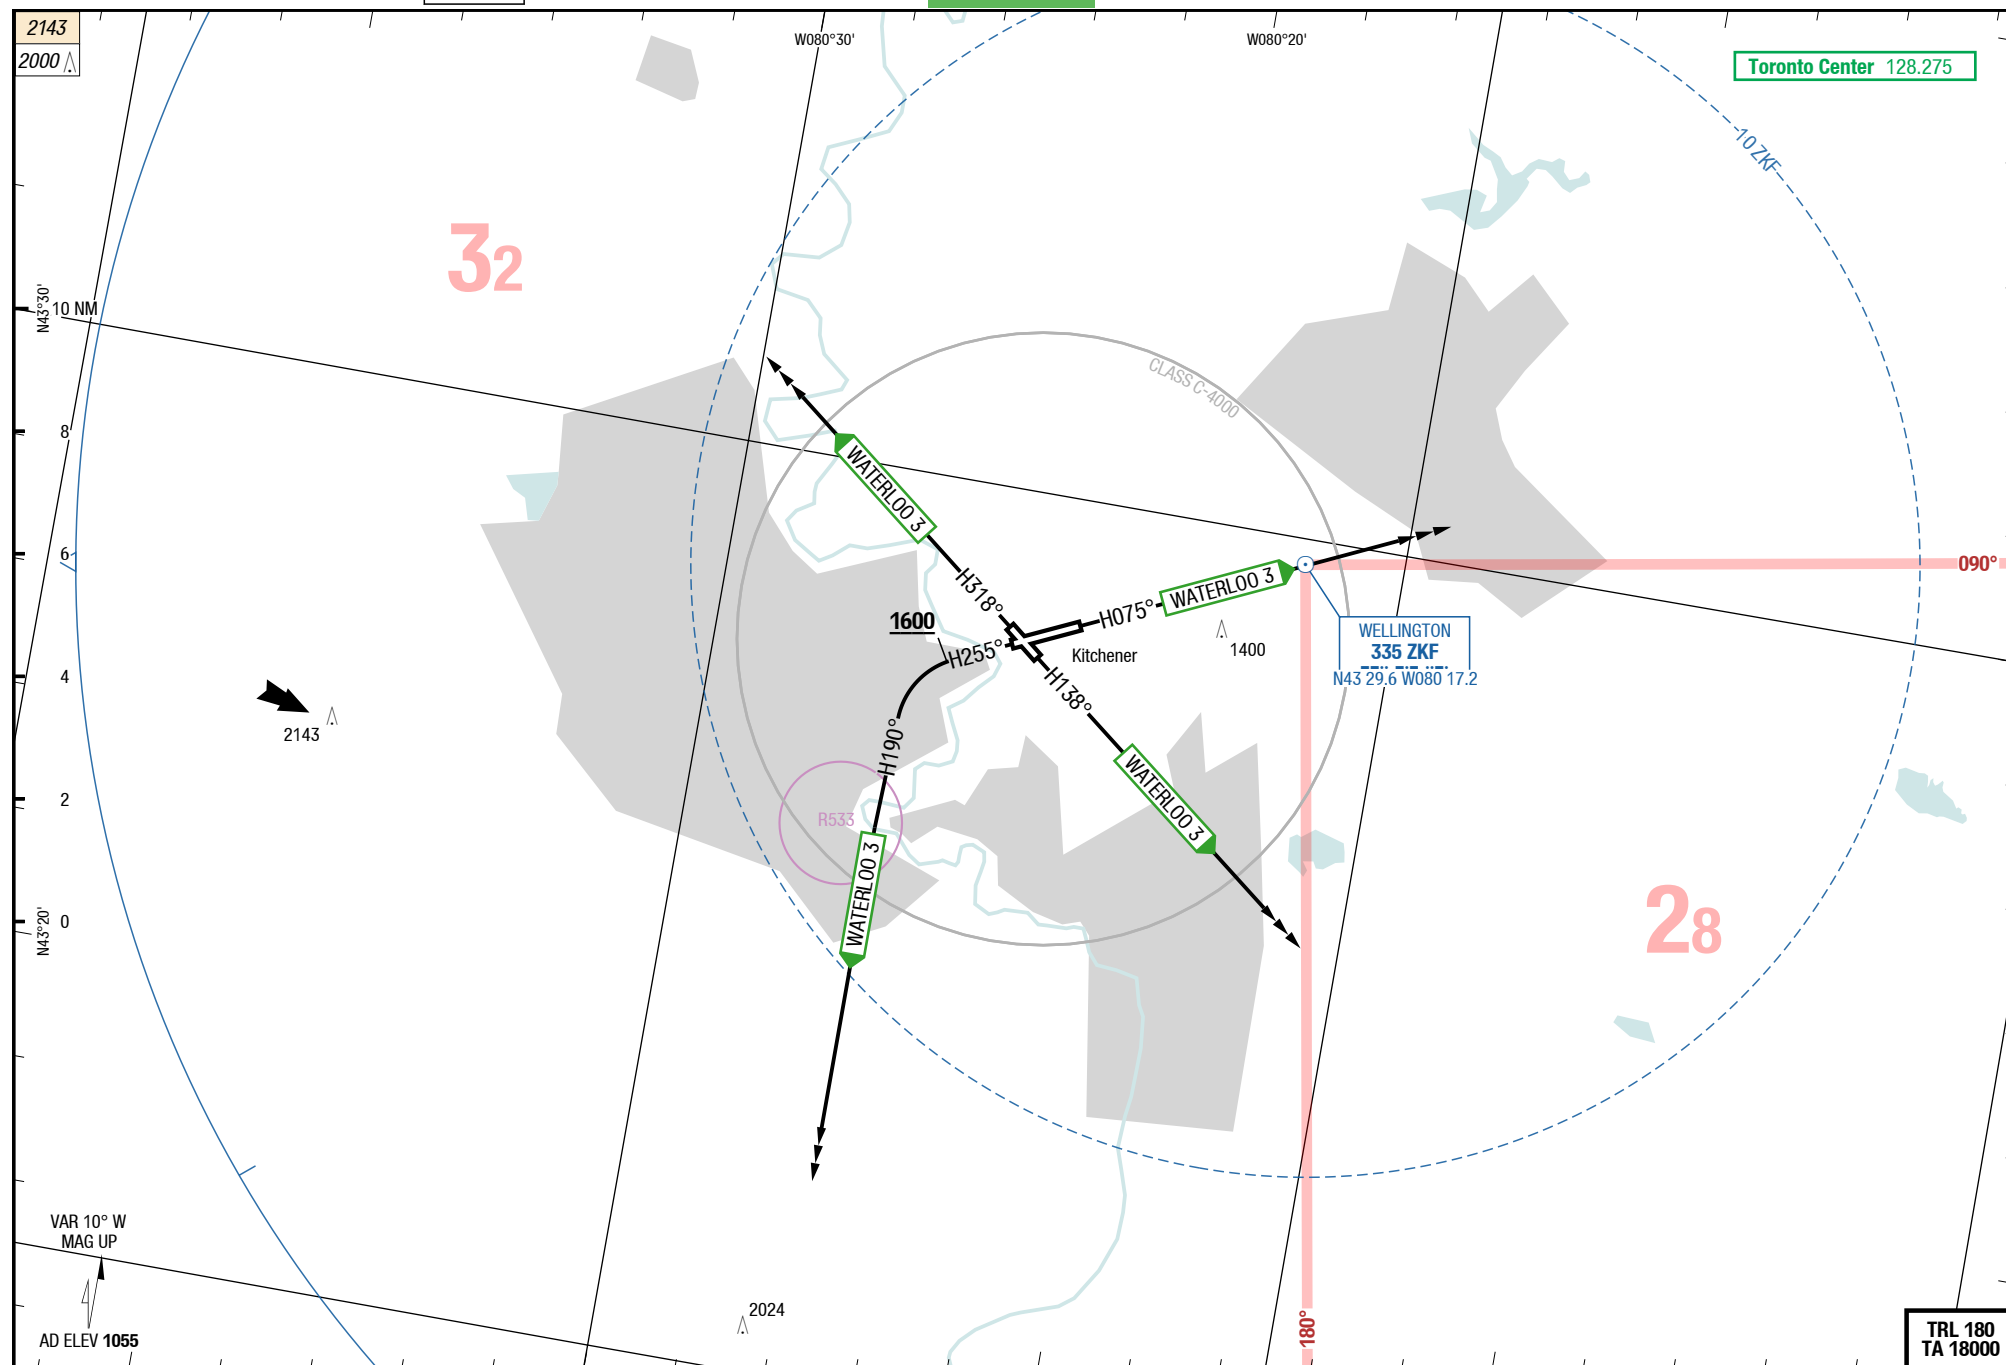 2143
2000
W080°30'
W080°20'
Toronto Center 128.275
10 ZKF
32
N43°30'
10 NM
CLASS C-4000
8
WATERLOO 3
6
H318°
WATERLOO 3
090°
1600
H255°
H075°
Kitchener
1400
WELLINGTON
335 ZKF
N43 29.6 W080 17.2
4
H138°
2143
H190°
2
R533
WATERLOO 3
WATERLOO 3
28
0
N43°20'
VAR 10° W
MAG UP
2024
180°
AD ELEV 1055
TRL 180
TA 18000